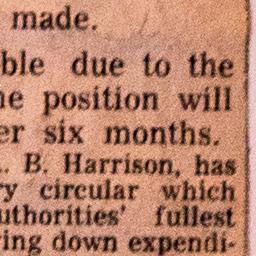 made.
ble due to the
e position will
er six months.
. B. Harrison, has
y circular which
uthorities' fullest
ing down expendi-